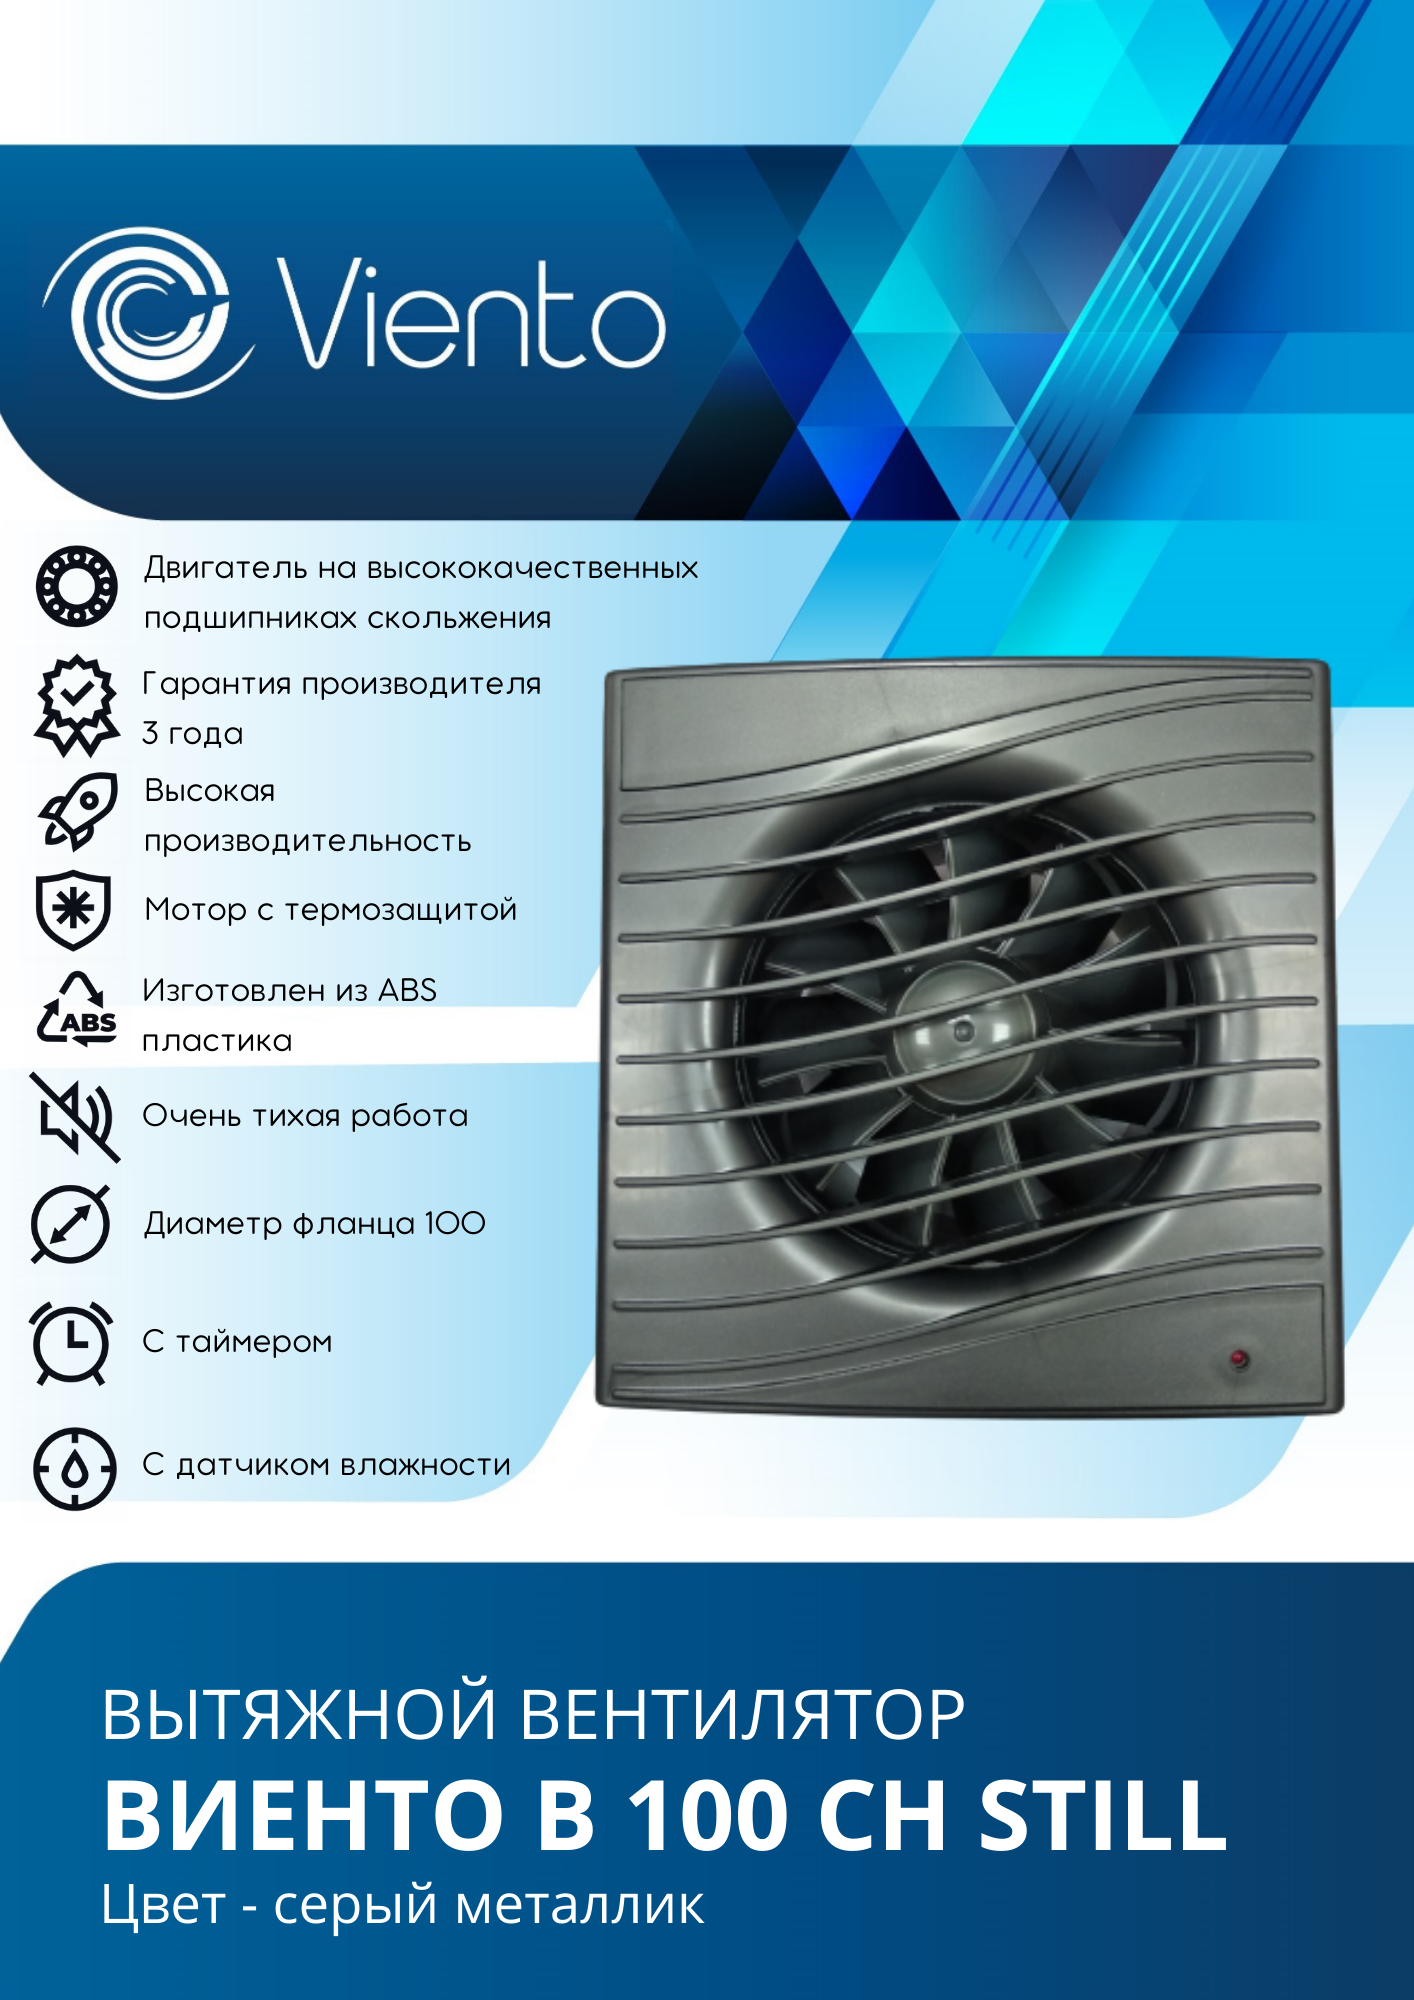 Viento
Двигатель на высококачественных
подшипниках скольжения
Гарантия производителя
3 года
Высокая
производительность
Мотор с термозащитой
Изготовлен из ABS
пластика
ABS
Очень тихая работа
Диаметр фланца 100
С таймером
С датчиком влажности
ВЫТЯЖНОЙ ВЕНТИЛЯТОР
ВИЕНТО В 100 СН STILL
Цвет - серый металлик